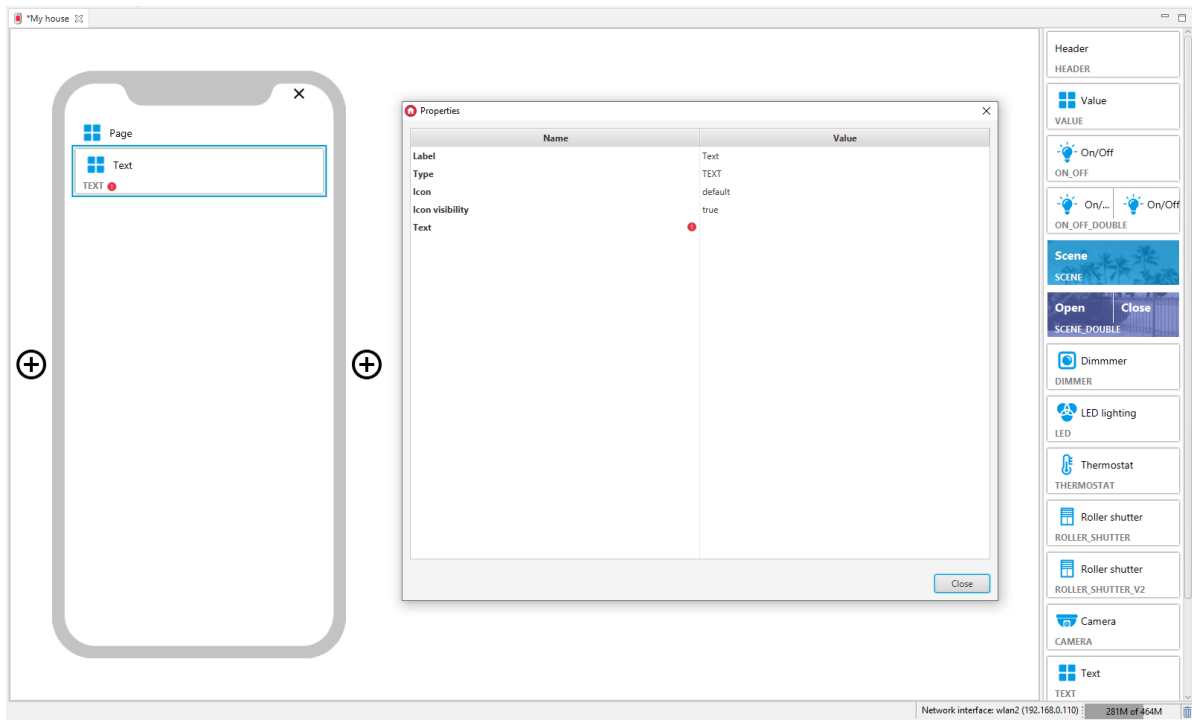 *My house
Page
Text
TEXT
Properties
Name Value
Label Text
Type TEXT
Icon default
Icon visibility true
Text
Close
Header
HEADER
Value
VALUE
On/Off
ON_OFF
On/... On/Off
ON_OFF_DOUBLE
Scene
SCENE
Open Close
SCENE_DOUBLE
Dimmmer
DIMMER
LED lighting
LED
Thermostat
THERMOSTAT
Roller shutter
ROLLER_SHUTTER
Roller shutter
ROLLER_SHUTTER_V2
Camera
CAMERA
Text
TEXT
Network interface: wlan2 (192.168.0.110) 281M of 464M